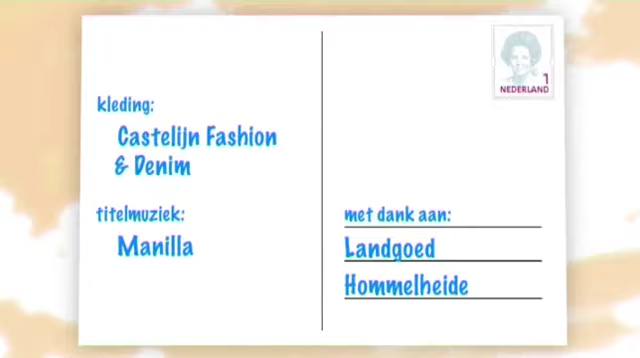 kleding:
Castelijn Fashion
& Denim
titelmuziek:
Manilla
1
NEDERLAND
met dank aan:
Landgoed
Hommelheide